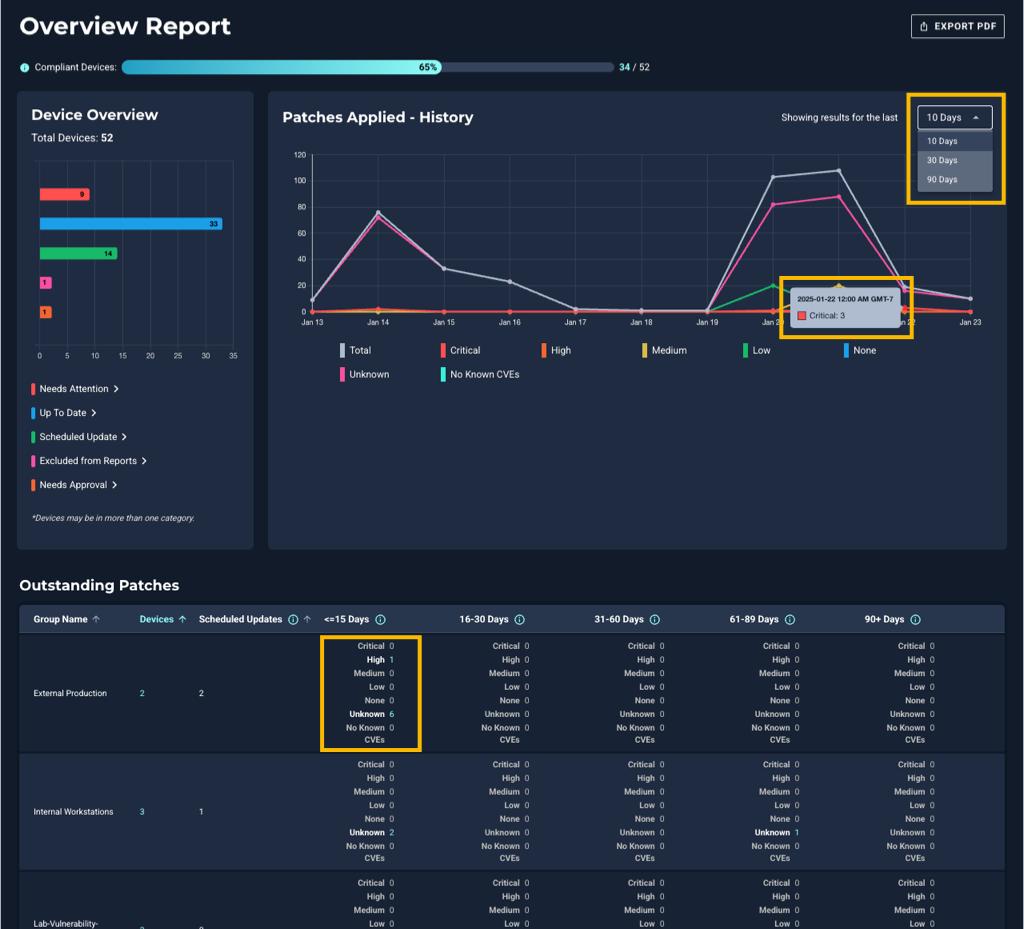 Overview Report
EXPORT PDF
Compliant Devices: 65% 34 / 52
Device Overview
Total Devices: 52
9
33
14
1
1
0 5 10 15 20 25 30 35
Needs Attention
Up To Date
Scheduled Update
Excluded from Reports
Needs Approval
*Devices may be in more than one category.
Patches Applied - History
Showing results for the last 10 Days
10 Days
30 Days
90 Days
120
100
80
60
40
20
0
2025-01-22 12:00 AM GMT-7
Critical: 3
Jan 13 Jan 14 Jan 15 Jan 16 Jan 17 Jan 18 Jan 19 Jan 23
Total Critical High Medium Low None
Unknown No Known CVEs
Outstanding Patches
Group Name Devices Scheduled Updates <=15 Days 16-30 Days 31-60 Days 61-89 Days 90+ Days
Critical 0 Critical 0 Critical 0 Critical 0 Critical 0
High 1 High 0 High 0 High 0 High 0
Medium 0 Medium 0 Medium 0 Medium 0 Medium 0
Low 0 Low 0 Low 0 Low 0 Low 0
External Production 2 2
None 0 None 0 None 0 None 0 None 0
Unknown 6 Unknown 0 Unknown 0 Unknown 0 Unknown 0
No Known 0 No Known 0 No Known 0 No Known 0 No Known 0
CVEs CVEs CVEs CVEs CVEs
Critical 0 Critical 0 Critical 0 Critical 0 Critical 0
High 0 High 0 High 0 High 0 High 0
Medium 0 Medium 0 Medium 0 Medium 0 Medium 0
Low 0 Low 0 Low 0 Low 0 Low 0
Internal Workstations 3 1
None 0 None 0 None 0 None 0 None 0
Unknown 2 Unknown 0 Unknown 0 Unknown 1 Unknown 0
No Known 0 No Known 0 No Known 0 No Known 0 No Known 0
CVEs CVEs CVEs CVEs CVEs
Critical 0 Critical 0 Critical 0 Critical 0 Critical 0
High 0 High 0 High 0 High 0 High 0
Medium 0 Medium 0 Medium 0 Medium 0 Medium 0
Low 0 Low 0 Low 0 Low 0 Low 0
Lab-Vulnerability-